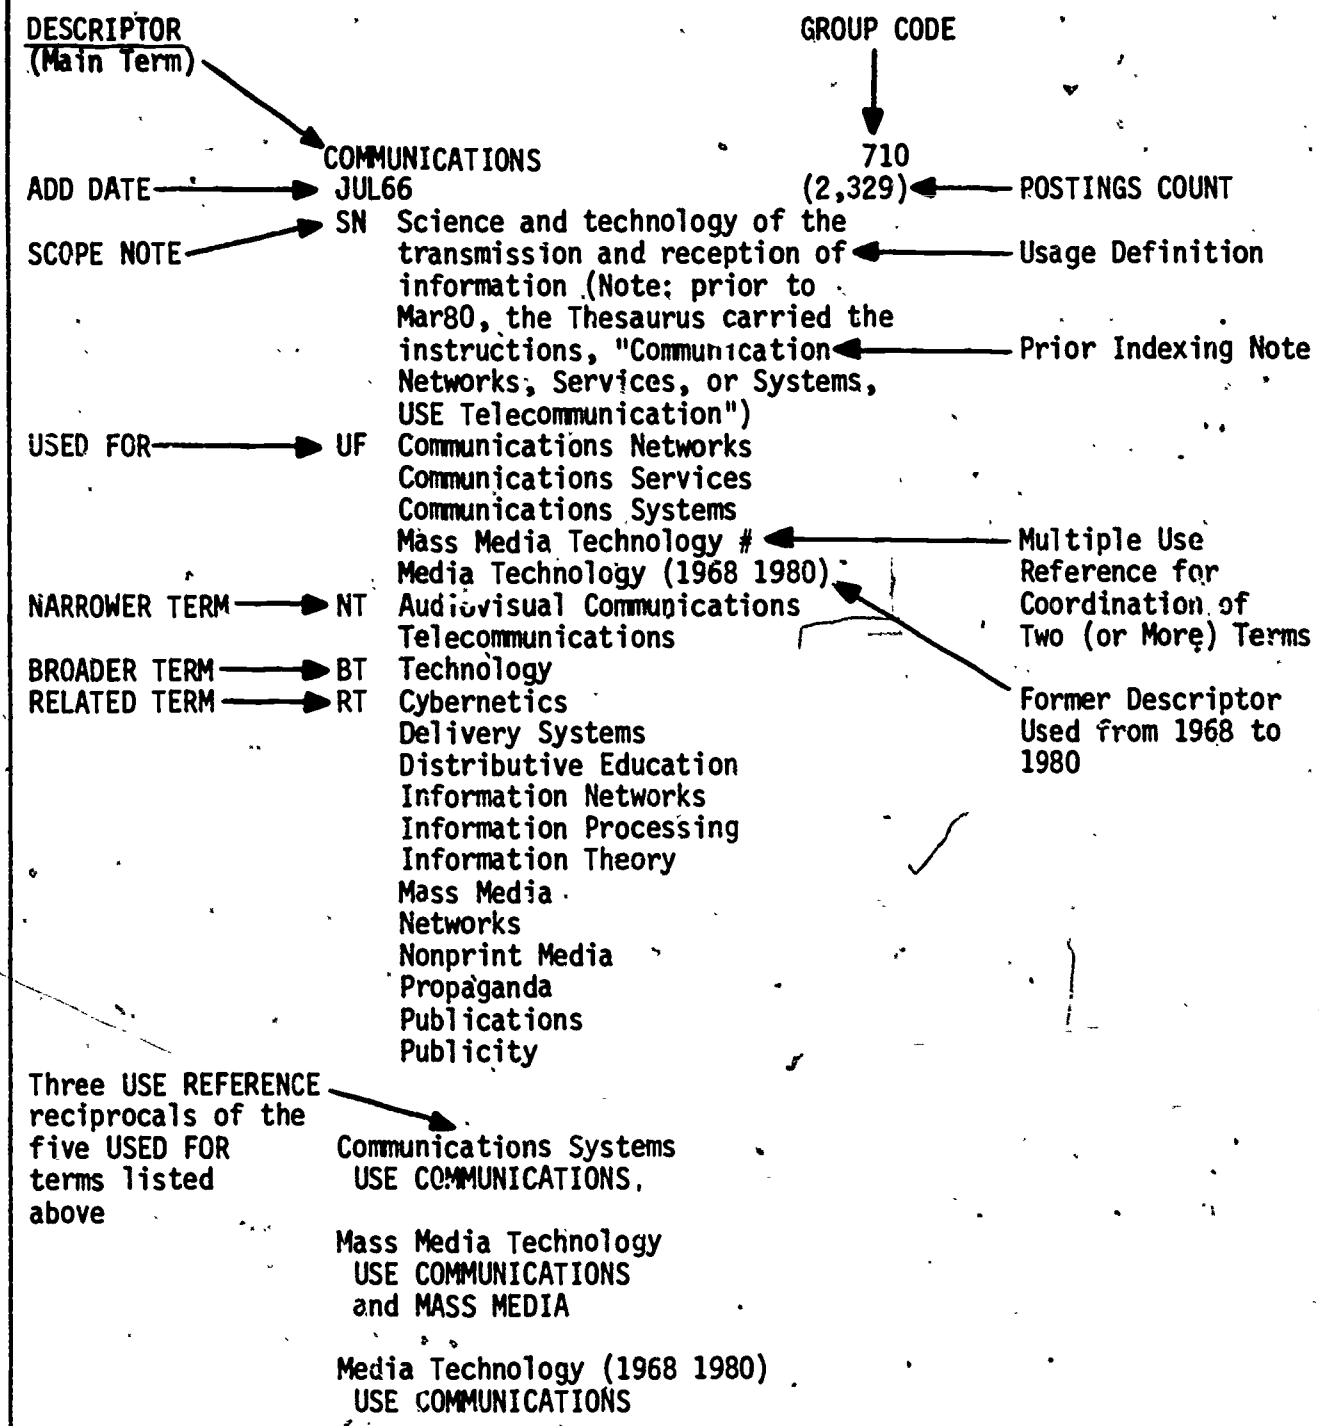 DESCRIPTOR
(Main Term)
GROUP CODE
COMMUNICATIONS 710
ADD DATE JUL66 (2,329) POSTINGS COUNT
SCOPE NOTE
SN Science and technology of the
transmission and reception of
information (Note: prior to
Mar80, the Thesaurus carried the
instructions, "Communication
Networks, Services, or Systems,
USE Telecommunication")
Usage Definition
Prior Indexing Note
USED FOR UF Communications Networks
Communications Services
Communications Systems
Mass Media Technology #
Media Technology (1968 1980)
Multiple Use
Reference for
Coordination of
Two (or More) Terms
NARROWER TERM NT Audiovisual Communications
Telecommunications
BROADER TERM BT Technology
RELATED TERM RT Cybernetics
Delivery Systems
Distributive Education
Information Networks
Information Processing
Information Theory
Mass Media
Networks
Nonprint Media
Propaganda
Publications
Publicity
Former Descriptor
Used from 1968 to
1980
Three USE REFERENCE
reciprocals of the
five USED FOR
terms listed
above
Communications Systems
USE COMMUNICATIONS
Mass Media Technology
USE COMMUNICATIONS
and MASS MEDIA
Media Technology (1968 1980)
USE COMMUNICATIONS